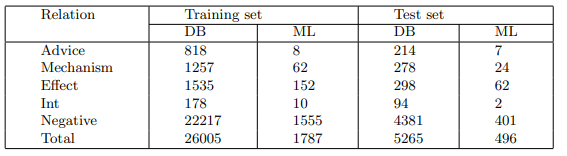 Relation Training set Test set
DB ML DB ML
Advice 818 8 214 7
Mechanism 1257 62 278 24
Effect 1535 152 298 62
Int 178 10 94 2
Negative 22217 1555 4381 401
Total 26005 1787 5265 496